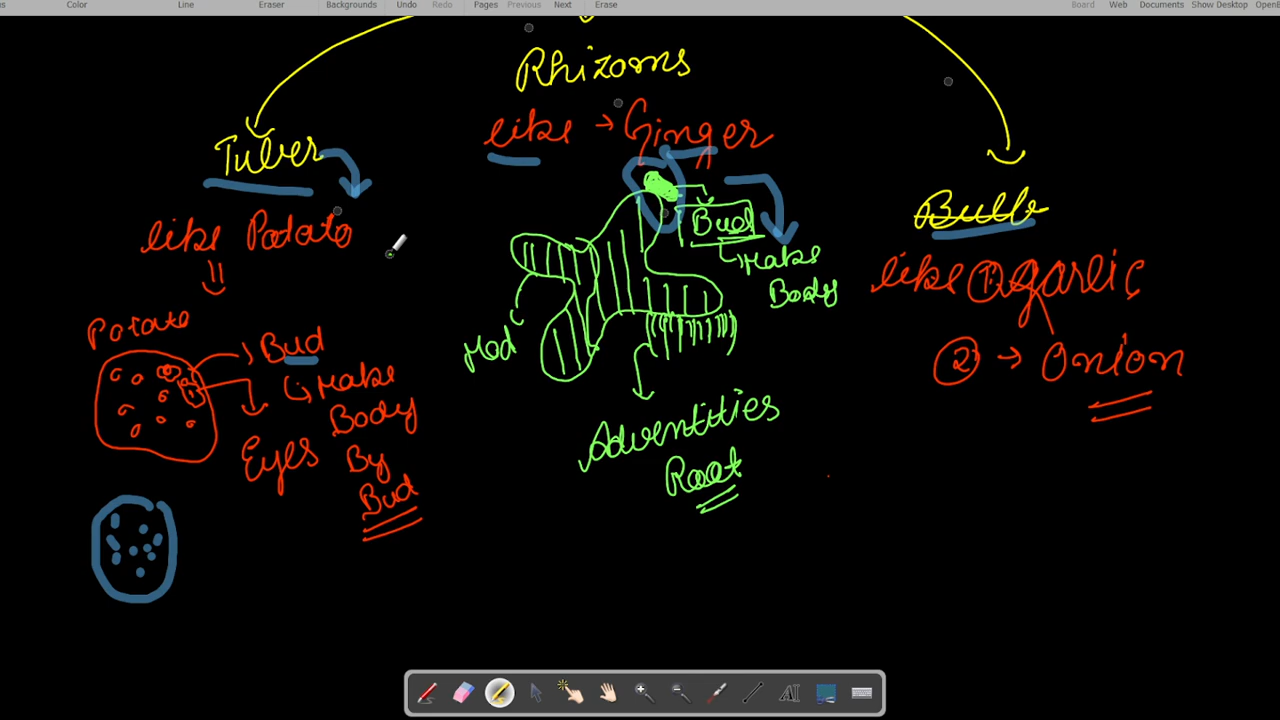 Color Line Eraser Backgrounds Undo Redo Pages Previous Next Erase Board Web Documents Show Desktop
Rhizoms
like → Ginger
Bud
Make
Body
Nod
Adventities
Root
Tuber
like Potato
Potato
Bud
Make
Body
By
Bud
Eyes
Bulb
like ① garlic
② → Onion